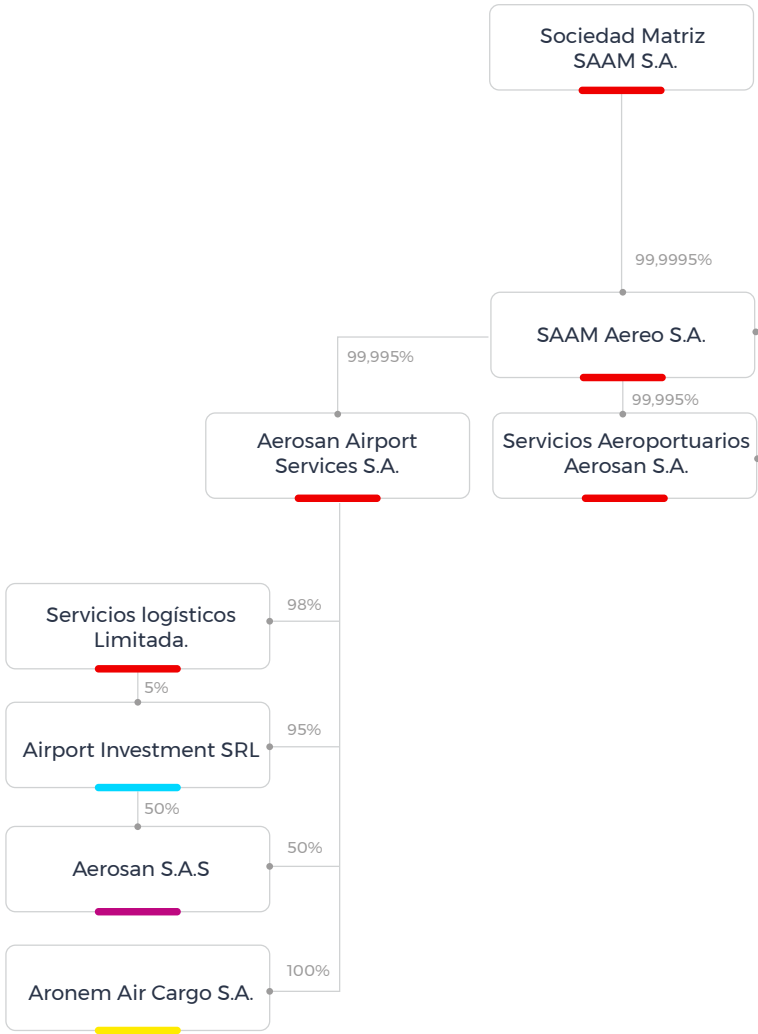 Sociedad Matriz
SAAM S.A.
99,9995%
SAAM Aereo S.A.
99,995%
99,995%
Aerosan Airport
Services S.A.
Servicios Aeroportuarios
Aerosan S.A.
98%
Servicios logísticos
Limitada.
5%
95%
Airport Investment SRL
50%
50%
Aerosan S.A.S
100%
Aronem Air Cargo S.A.